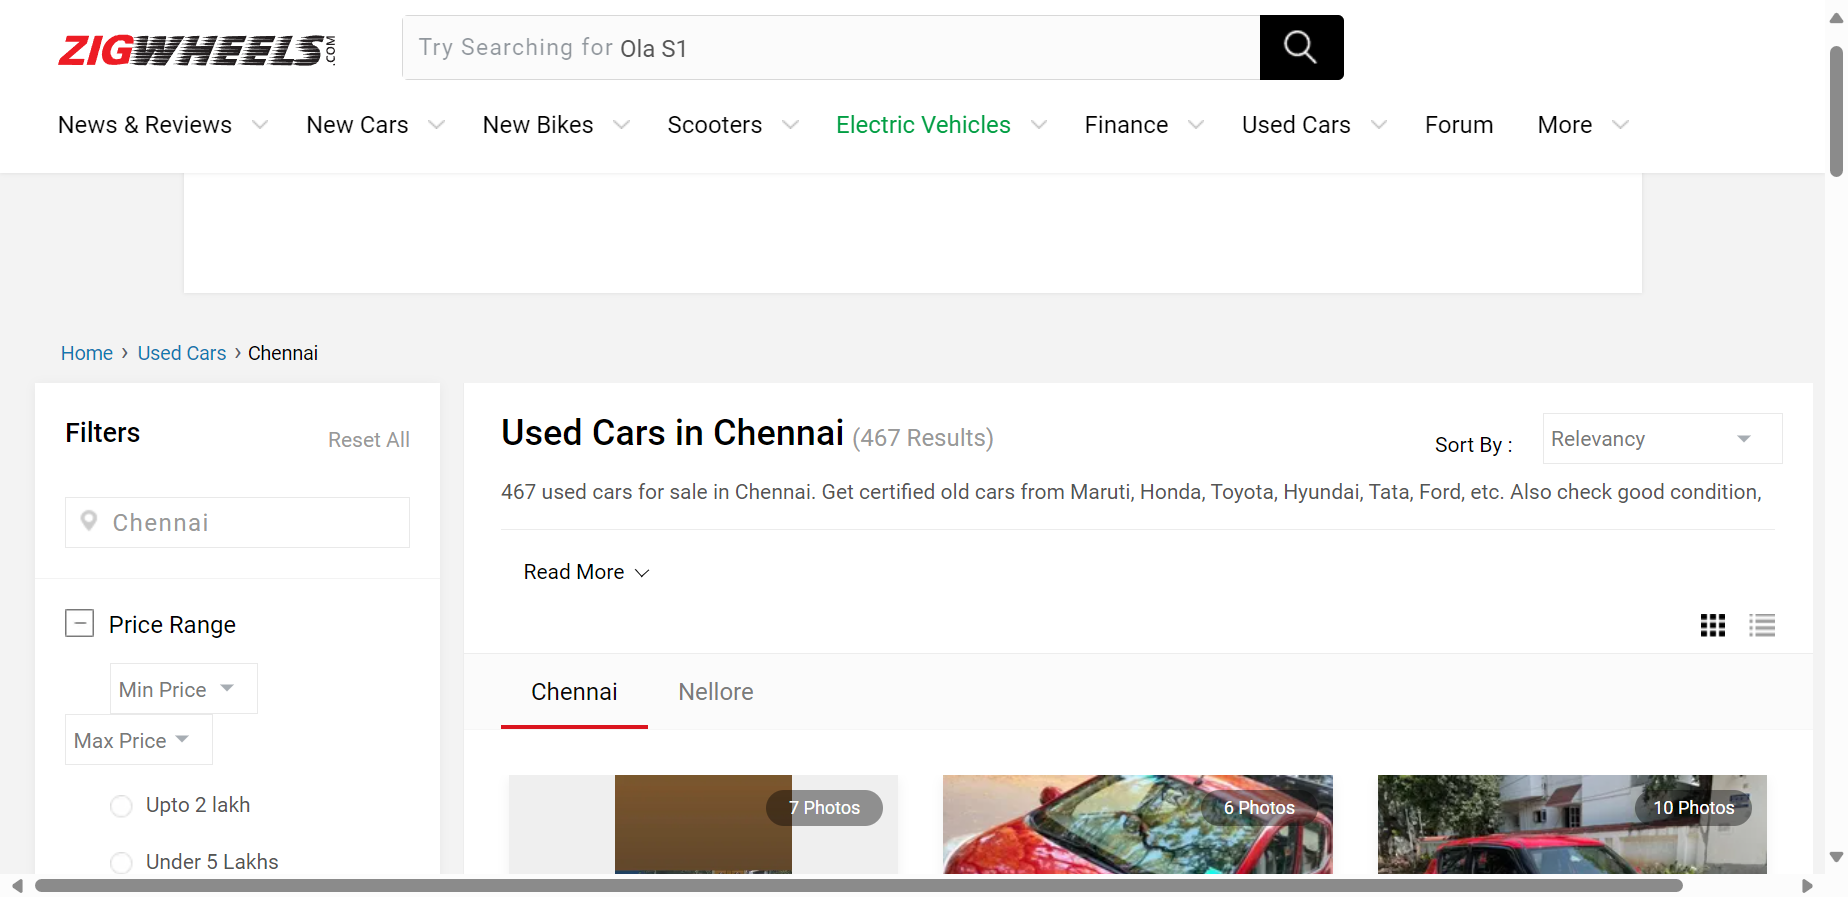 ZIGWHEELS.COM
Try Searching for Ola S1
News & Reviews New Cars New Bikes Scooters Electric Vehicles Finance Used Cars Forum More
Home › Used Cars › Chennai
Filters
Reset All
Chennai
Price Range
Min Price
Max Price
Upto 2 lakh
Under 5 Lakhs
Used Cars in Chennai (467 Results)
Sort By :
Relevancy
467 used cars for sale in Chennai. Get certified old cars from Maruti, Honda, Toyota, Hyundai, Tata, Ford, etc. Also check good condition,
Read More
Chennai Nellore
7 Photos
6 Photos
10 Photos